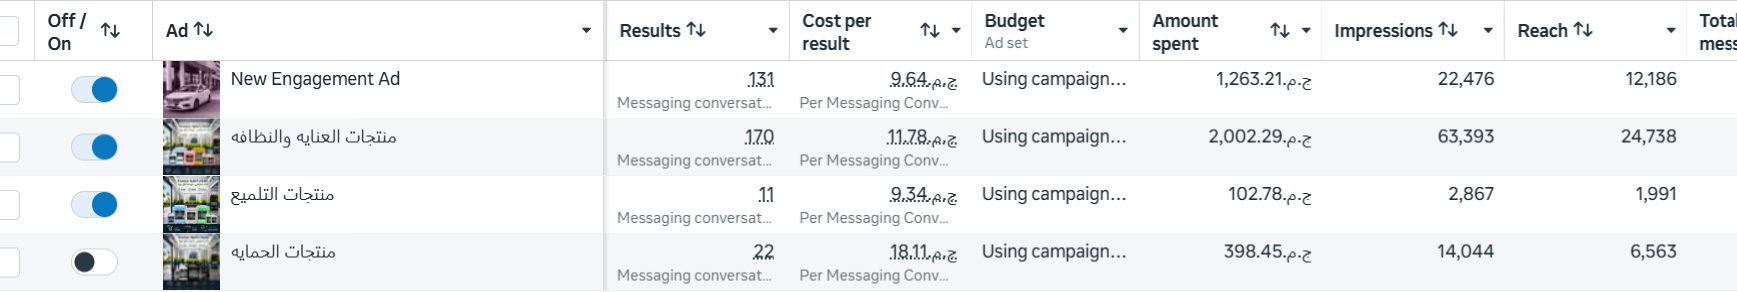 Off / On
Ad
Results
Cost per result
Budget
Ad set
Amount spent
Impressions
Reach
New Engagement Ad
131
Messaging conversat...
9.64ج.م.
Per Messaging Conv...
Using campaign...
1,263.21ج.م.
22,476
12,186
منتجات العنايه والنظافه
170
Messaging conversat...
11.78ج.م.
Per Messaging Conv...
Using campaign...
2,002.29ج.م.
63,393
24,738
منتجات التلميع
11
Messaging conversat...
9.34ج.م.
Per Messaging Conv...
Using campaign...
102.78ج.م.
2,867
1,991
منتجات الحمايه
22
Messaging conversat...
18.11ج.م.
Per Messaging Conv...
Using campaign...
398.45ج.م.
14,044
6,563